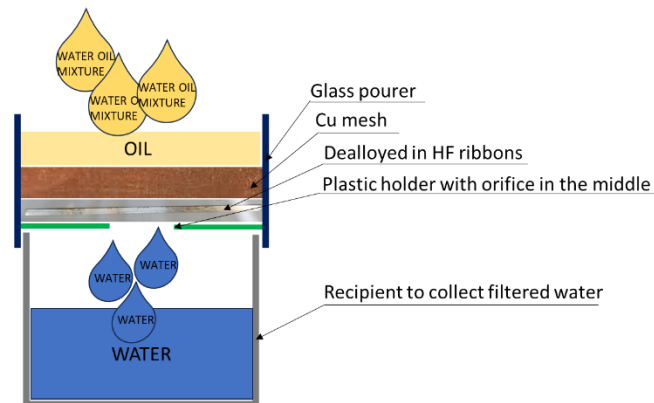 WATER OIL
MIXTURE
WATER OIL
MIXTURE
WATER O
MIXTURE
OIL
Glass pourer
Cu mesh
Dealloyed in HF ribbons
Plastic holder with orifice in the middle
WATER
WATER
WATER
WATER
Recipient to collect filtered water